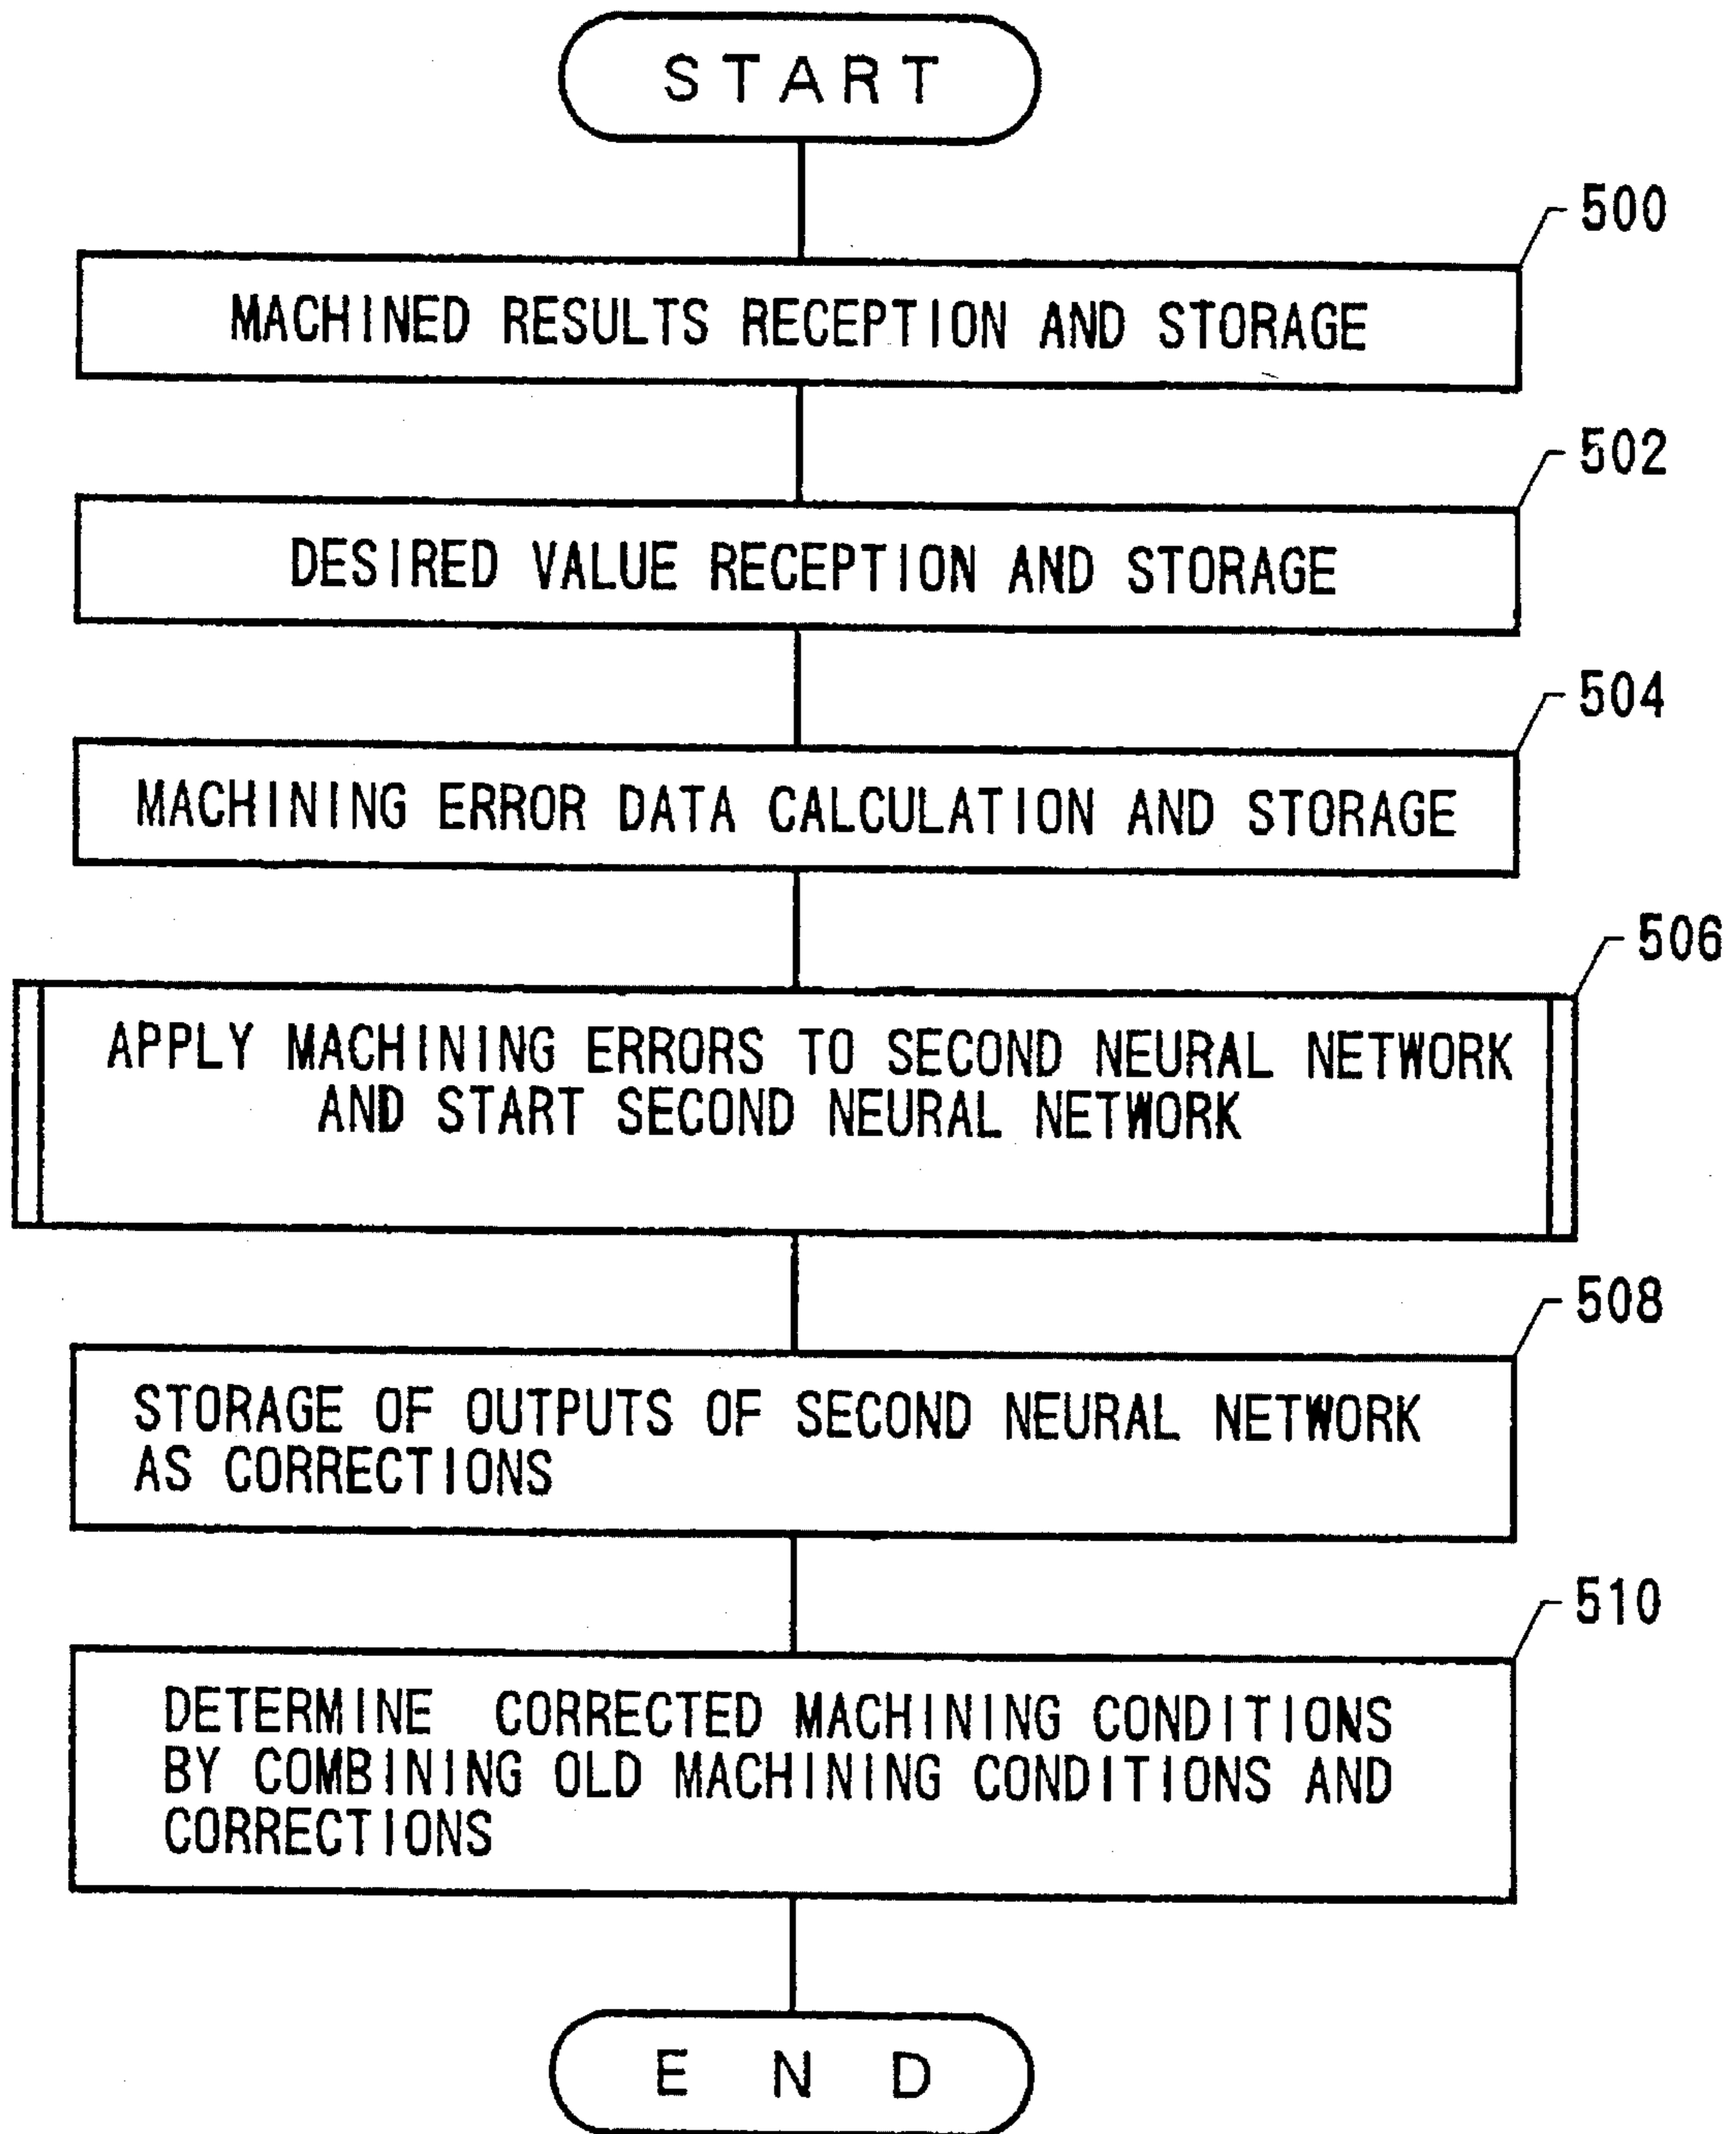 START
500
MACHINED RESULTS RECEPTION AND STORAGE
502
DESIRED VALUE RECEPTION AND STORAGE
504
MACHINING ERROR DATA CALCULATION AND STORAGE
506
APPLY MACHINING ERRORS TO SECOND NEURAL NETWORK
AND START SECOND NEURAL NETWORK
508
STORAGE OF OUTPUTS OF SECOND NEURAL NETWORK
AS CORRECTIONS
510
DETERMINE CORRECTED MACHINING CONDITIONS
BY COMBINING OLD MACHINING CONDITIONS AND
CORRECTIONS
END